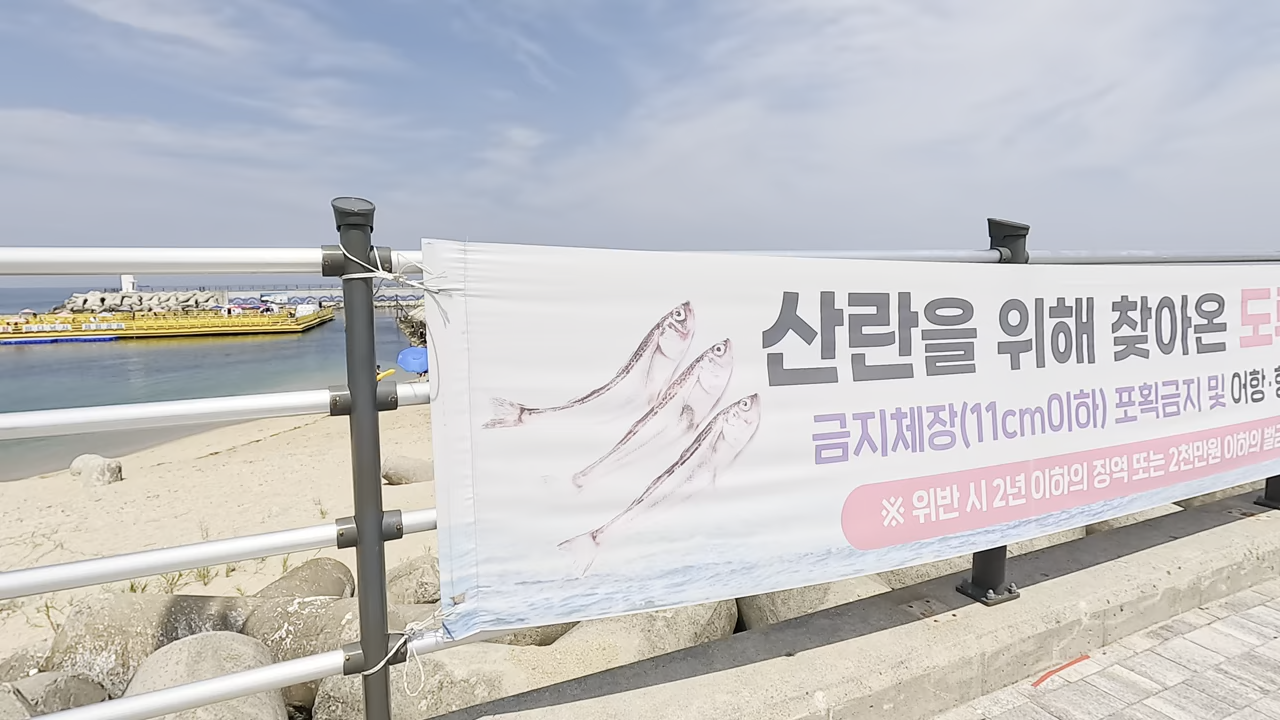 산란을 위해 찾아온
금지체장(11cm이하) 포획금지 및 어항·
※ 위반 시 2년 이하의 징역 또는 2천만원 이하의 벌금